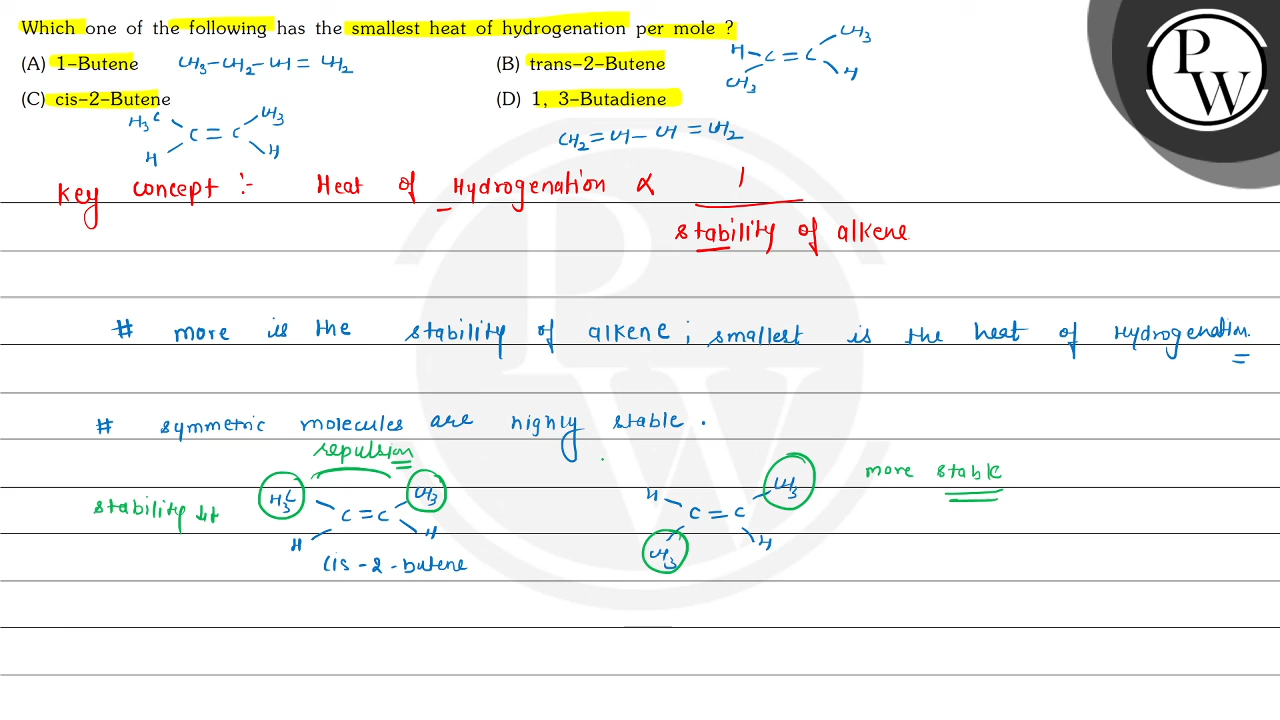 Which one of the following has the smallest heat of hydrogenation per mole ?
(A) 1-Butene CH3-CH2-CH=CH2 (B) trans-2-Butene H CH3 C=C CH3 H
(C) cis-2-Butene H3C H C=C CH3 H (D) 1, 3-Butadiene CH2=CH-CH=CH2
PW
Key concept :- Heat of Hydrogenation ∝ 1 / stability of alkene
# more is the stability of alkene ; smallest is the heat of Hydrogenation.
# symmetric molecules are highly stable .
repulsion
stability ↓↑ H3C H C=C CH3 H
cis-2-butene
H CH3 C=C CH3 H more stable